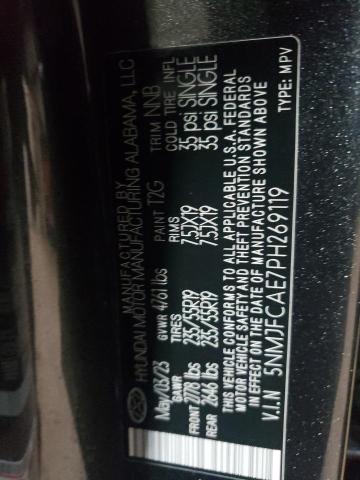 MANUFACTURED BY
HYUNDAI MOTOR MANUFACTURING ALABAMA, LLC
May/03/23 GVWR 4761 lbs PAINT T2G TRIM NNB
GAWR TIRES RIMS COLD TIRE INFL
FRONT 2778 lbs 235/55R19 7.5JX19 35 psi SINGLE
REAR 2646 lbs 235/55R19 7.5JX19 35 psi SINGLE
THIS VEHICLE CONFORMS TO ALL APPLICABLE U.S.A. FEDERAL
MOTOR VEHICLE SAFETY AND THEFT PREVENTION STANDARDS
IN EFFECT ON THE DATE OF MANUFACTURE SHOWN ABOVE
V.I.N 5NMJFCAE7PH269119 TYPE: MPV